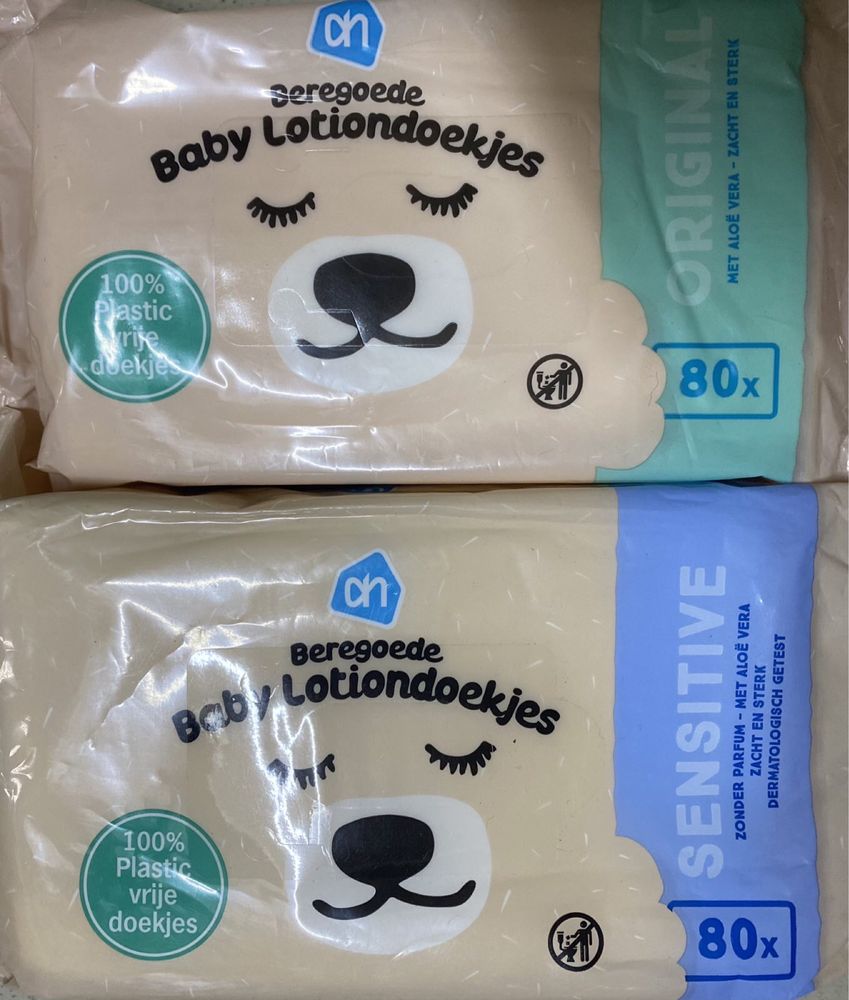 ah
Beregoede
Baby Lotiondoekjes
100%
Plastic
vrije
doekjes
ORIGINAL
MET ALOË VERA - ZACHT EN STERK
80x
ah
Beregoede
Baby Lotiondoekjes
100%
Plastic
vrije
doekjes
SENSITIVE
ZONDER PARFUM - MET ALOË VERA
ZACHT EN STERK
DERMATOLOGISCH GETEST
80x